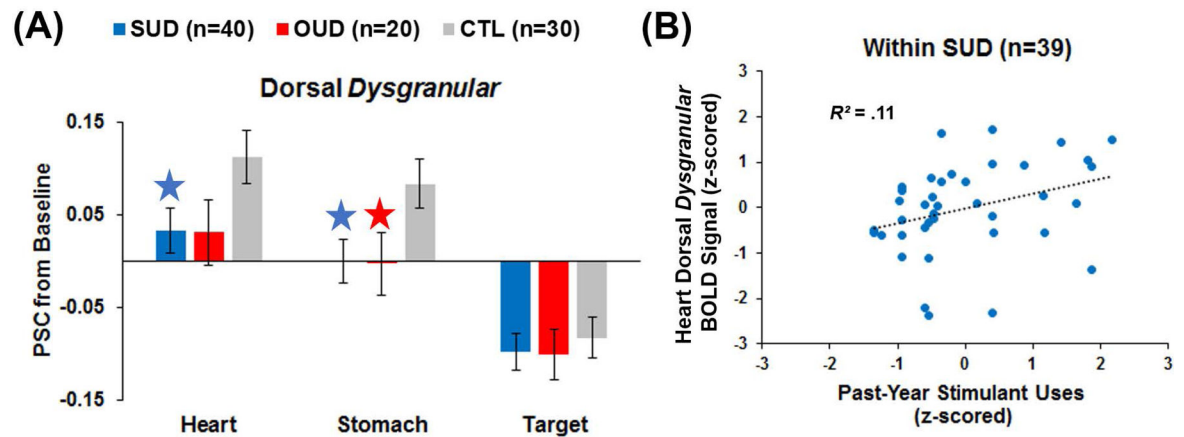 (A)
SUD (n=40) OUD (n=20) CTL (n=30)
Dorsal Dysgranular
PSC from Baseline
0.15
0.05
-0.05
-0.15
Heart Stomach Target
(B)
Within SUD (n=39)
R² = .11
Heart Dorsal Dysgranular
BOLD Signal (z-scored)
3
2
1
0
-1
-2
-3
-3 -2 -1 0 1 2 3
Past-Year Stimulant Uses
(z-scored)